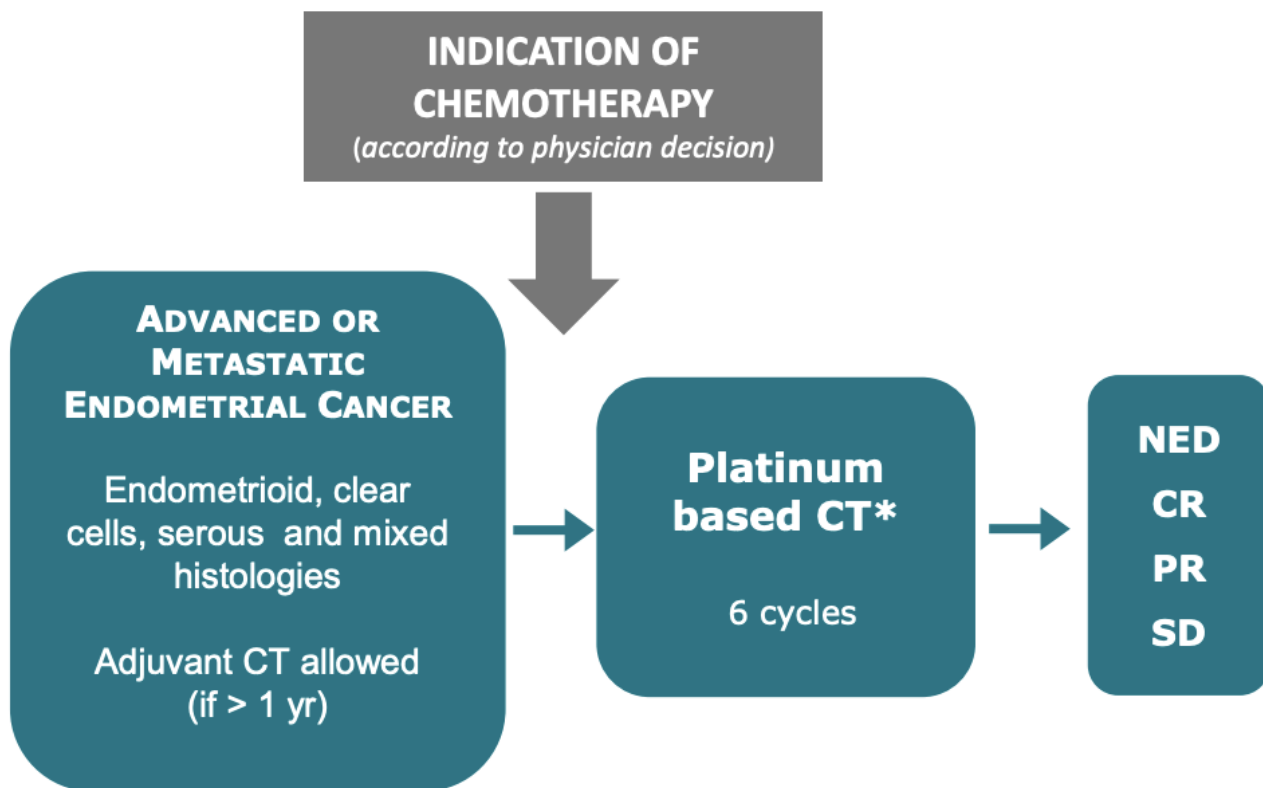 INDICATION OF
CHEMOTHERAPY
(according to physician decision)
ADVANCED OR
METASTATIC
ENDOMETRIAL CANCER
Endometrioid, clear
cells, serous and mixed
histologies
Adjuvant CT allowed
(if > 1 yr)
Platinum
based CT*
6 cycles
NED
CR
PR
SD